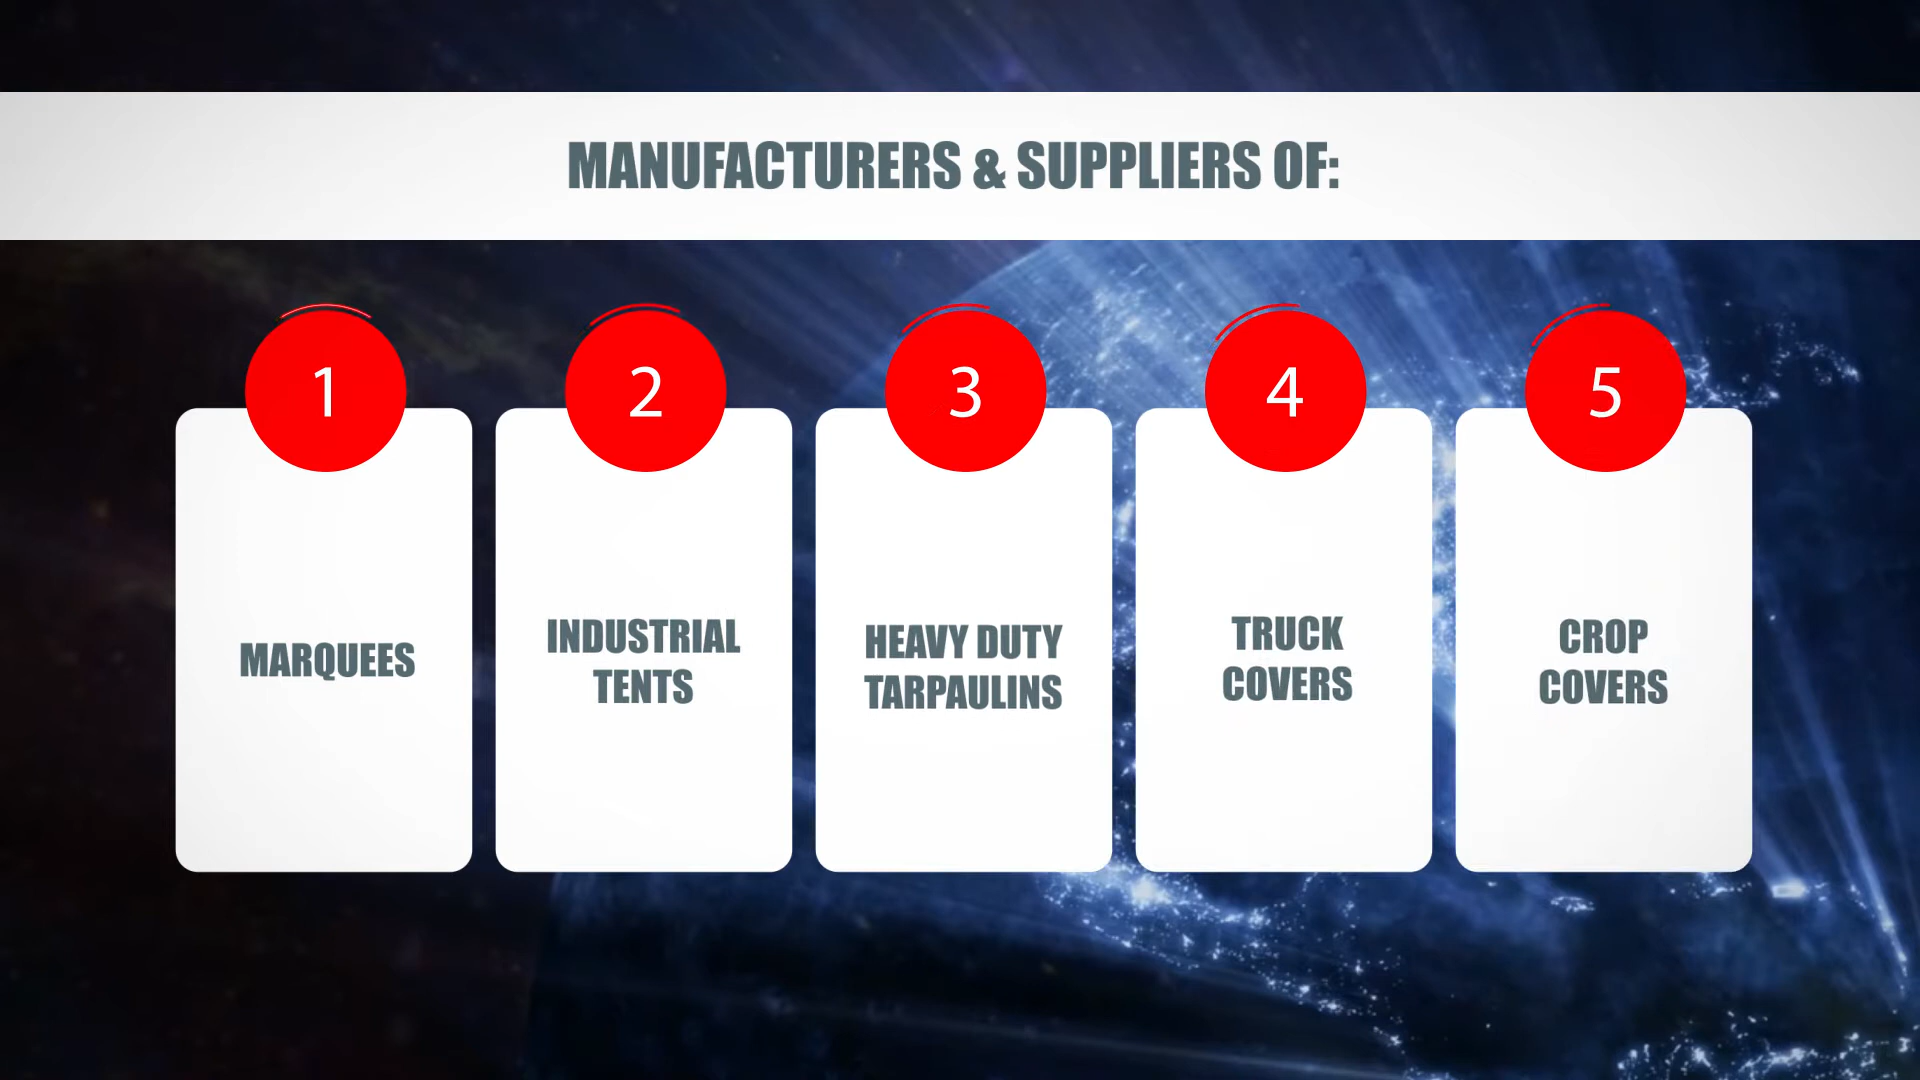 MANUFACTURERS & SUPPLIERS OF:
1
MARQUEES
2
INDUSTRIAL
TENTS
3
HEAVY DUTY
TARPAULINS
4
TRUCK
COVERS
5
CROP
COVERS